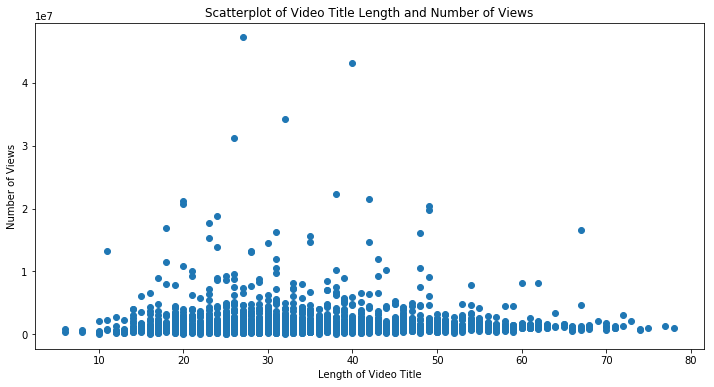 Scatterplot of Video Title Length and Number of Views
1e7
4
3
2
1
0
Number of Views
10 20 30 40 50 60 70 80
Length of Video Title